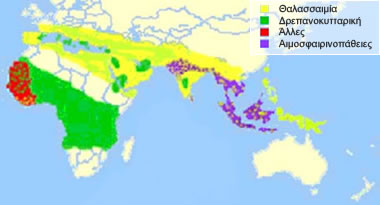 Θαλασσαιμία
Δρεπανοκυτταρική
Άλλες
Αιμοσφαιρινοπάθειες